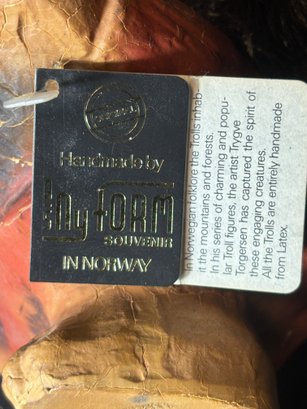 Handmade by
Ny FORM
SOUVENIR
IN NORWAY
In Norwegian folklore the Trolls inhab-
it the mountains and forests.
In his series of charming and popu-
lar Troll figures, the artist Trygve
Torgersen has captured the spirit of
these engaging creatures.
All the Trolls are entirely handmade
from Latex.